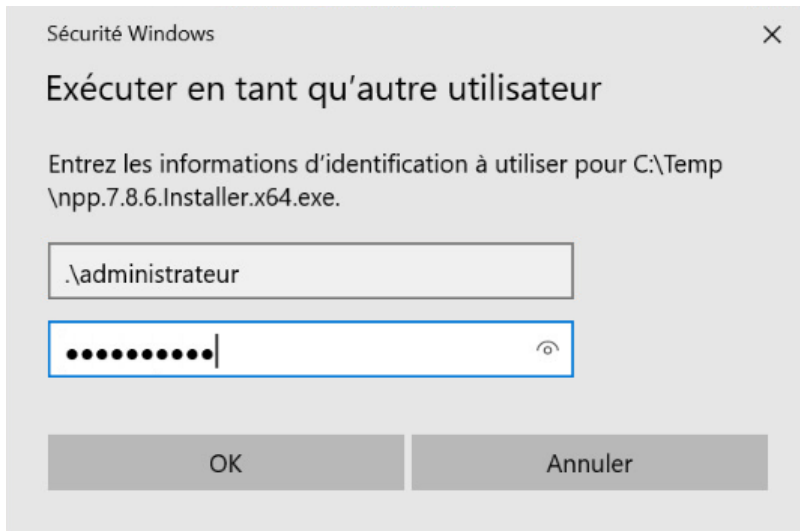 Sécurité Windows
Exécuter en tant qu'autre utilisateur
Entrez les informations d'identification à utiliser pour C:\Temp
\npp.7.8.6.Installer.x64.exe.
.\administrateur
●●●●●●●●●●
OK
Annuler